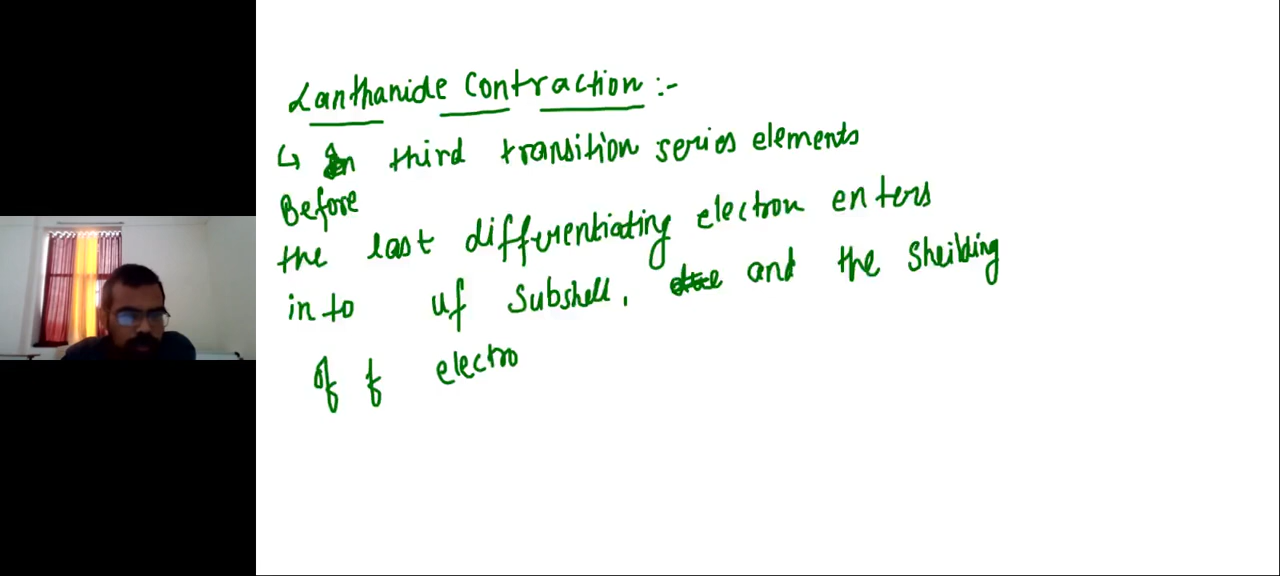 Lanthanide Contraction :-
↳ In third transition series elements
Before
the last differentiating electron enters
in to 4f subshell, and the sheilding
of f electro